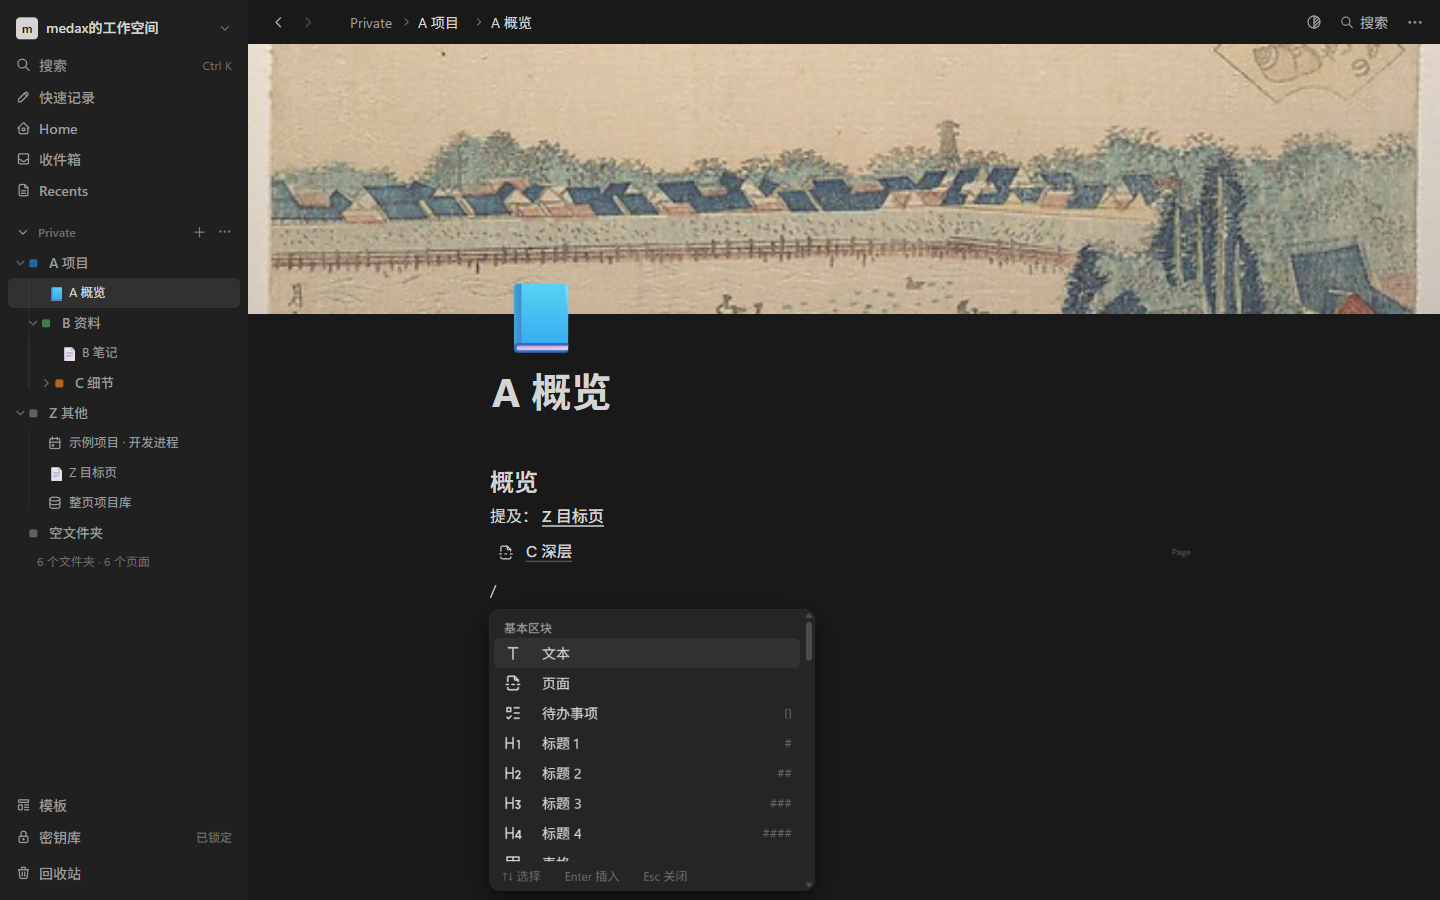 m medax的工作空间
搜索 Ctrl K
快速记录
Home
收件箱
Recents
Private
A 项目
A 概览
B 资料
B 笔记
C 细节
Z 其他
示例项目 · 开发进程
Z 目标页
整页项目库
空文件夹
6 个文件夹 · 6 个页面
模板
密钥库 已锁定
回收站
Private A 项目 A 概览 搜索
A 概览
概览
提及： Z 目标页
C 深层 Page
/
基本区块
文本
页面
待办事项 []
H1 标题 1 #
H2 标题 2 ##
H3 标题 3 ###
H4 标题 4 ####
表格
↑↓ 选择 Enter 插入 Esc 关闭